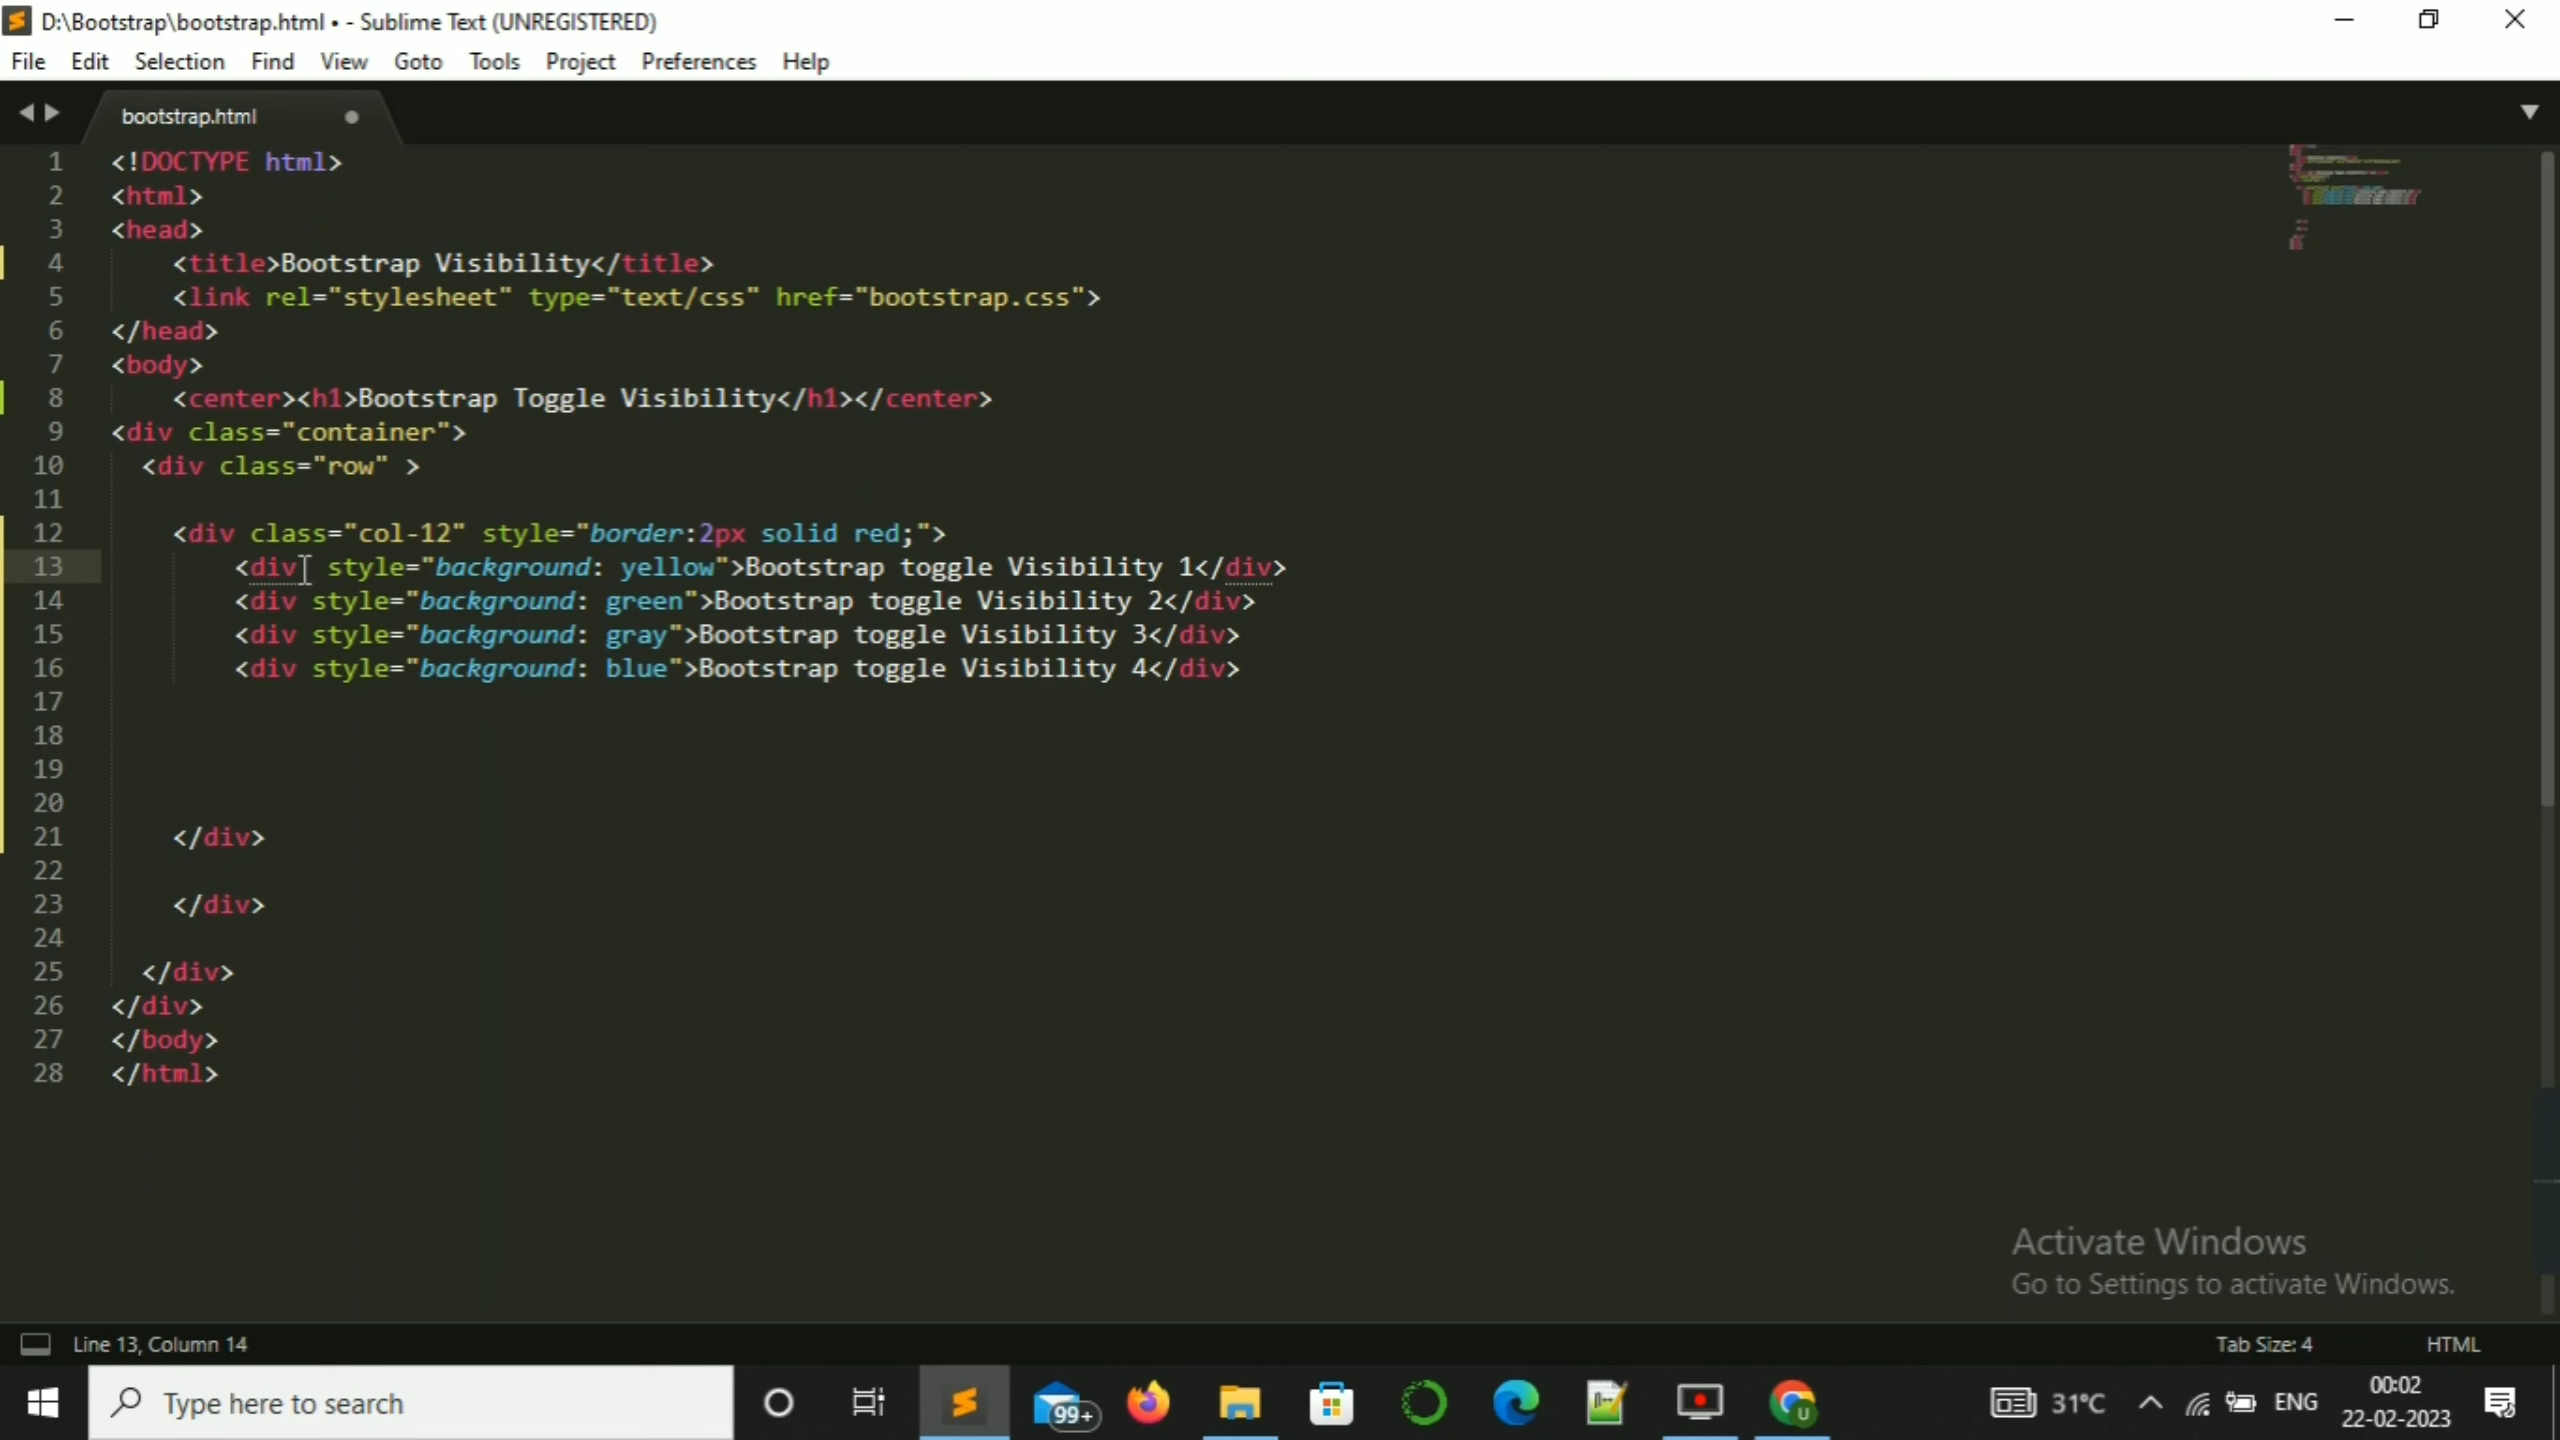 D:\Bootstrap\bootstrap.html • - Sublime Text (UNREGISTERED)
File Edit Selection Find View Goto Tools Project Preferences Help
bootstrap.html
1 <!DOCTYPE html>
2 <html>
3 <head>
4 <title>Bootstrap Visibility</title>
5 <link rel="stylesheet" type="text/css" href="bootstrap.css">
6 </head>
7 <body>
8 <center><h1>Bootstrap Toggle Visibility</h1></center>
9 <div class="container">
10 <div class="row" >
11
12 <div class="col-12" style="border:2px solid red;">
13 <div  style="background: yellow">Bootstrap toggle Visibility 1</div>
14 <div style="background: green">Bootstrap toggle Visibility 2</div>
15 <div style="background: gray">Bootstrap toggle Visibility 3</div>
16 <div style="background: blue">Bootstrap toggle Visibility 4</div>
17
18
19
20
21 </div>
22
23 </div>
24
25 </div>
26 </div>
27 </body>
28 </html>
Activate Windows
Go to Settings to activate Windows.
Line 13, Column 14 Tab Size: 4 HTML
Type here to search 99+ U 31°C ENG 00:02
22-02-2023